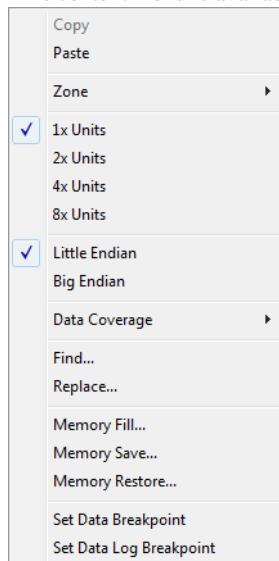 Copy
Paste
Zone
1x Units
2x Units
4x Units
8x Units
Little Endian
Big Endian
Data Coverage
Find...
Replace...
Memory Fill...
Memory Save...
Memory Restore...
Set Data Breakpoint
Set Data Log Breakpoint